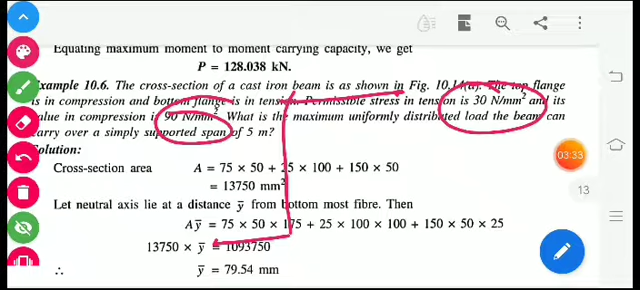 Equating maximum moment to moment carrying capacity, we get
P = 128.038 kN.
Example 10.6. The cross-section of a cast iron beam is as shown in Fig. 10.14(a). The top flange
is in compression and bottom flange is in tension. Permissible stress in tension is 30 N/mm² and its
value in compression is 90 N/mm². What is the maximum uniformly distributed load the beam can
carry over a simply supported span of 5 m?
Solution:
Cross-section area A = 75 × 50 + 25 × 100 + 150 × 50
= 13750 mm²
Let neutral axis lie at a distance ȳ from bottom most fibre. Then
Aȳ = 75 × 50 × 175 + 25 × 100 × 100 + 150 × 50 × 25
13750 × ȳ = 1093750
∴ ȳ = 79.54 mm
03:33
13